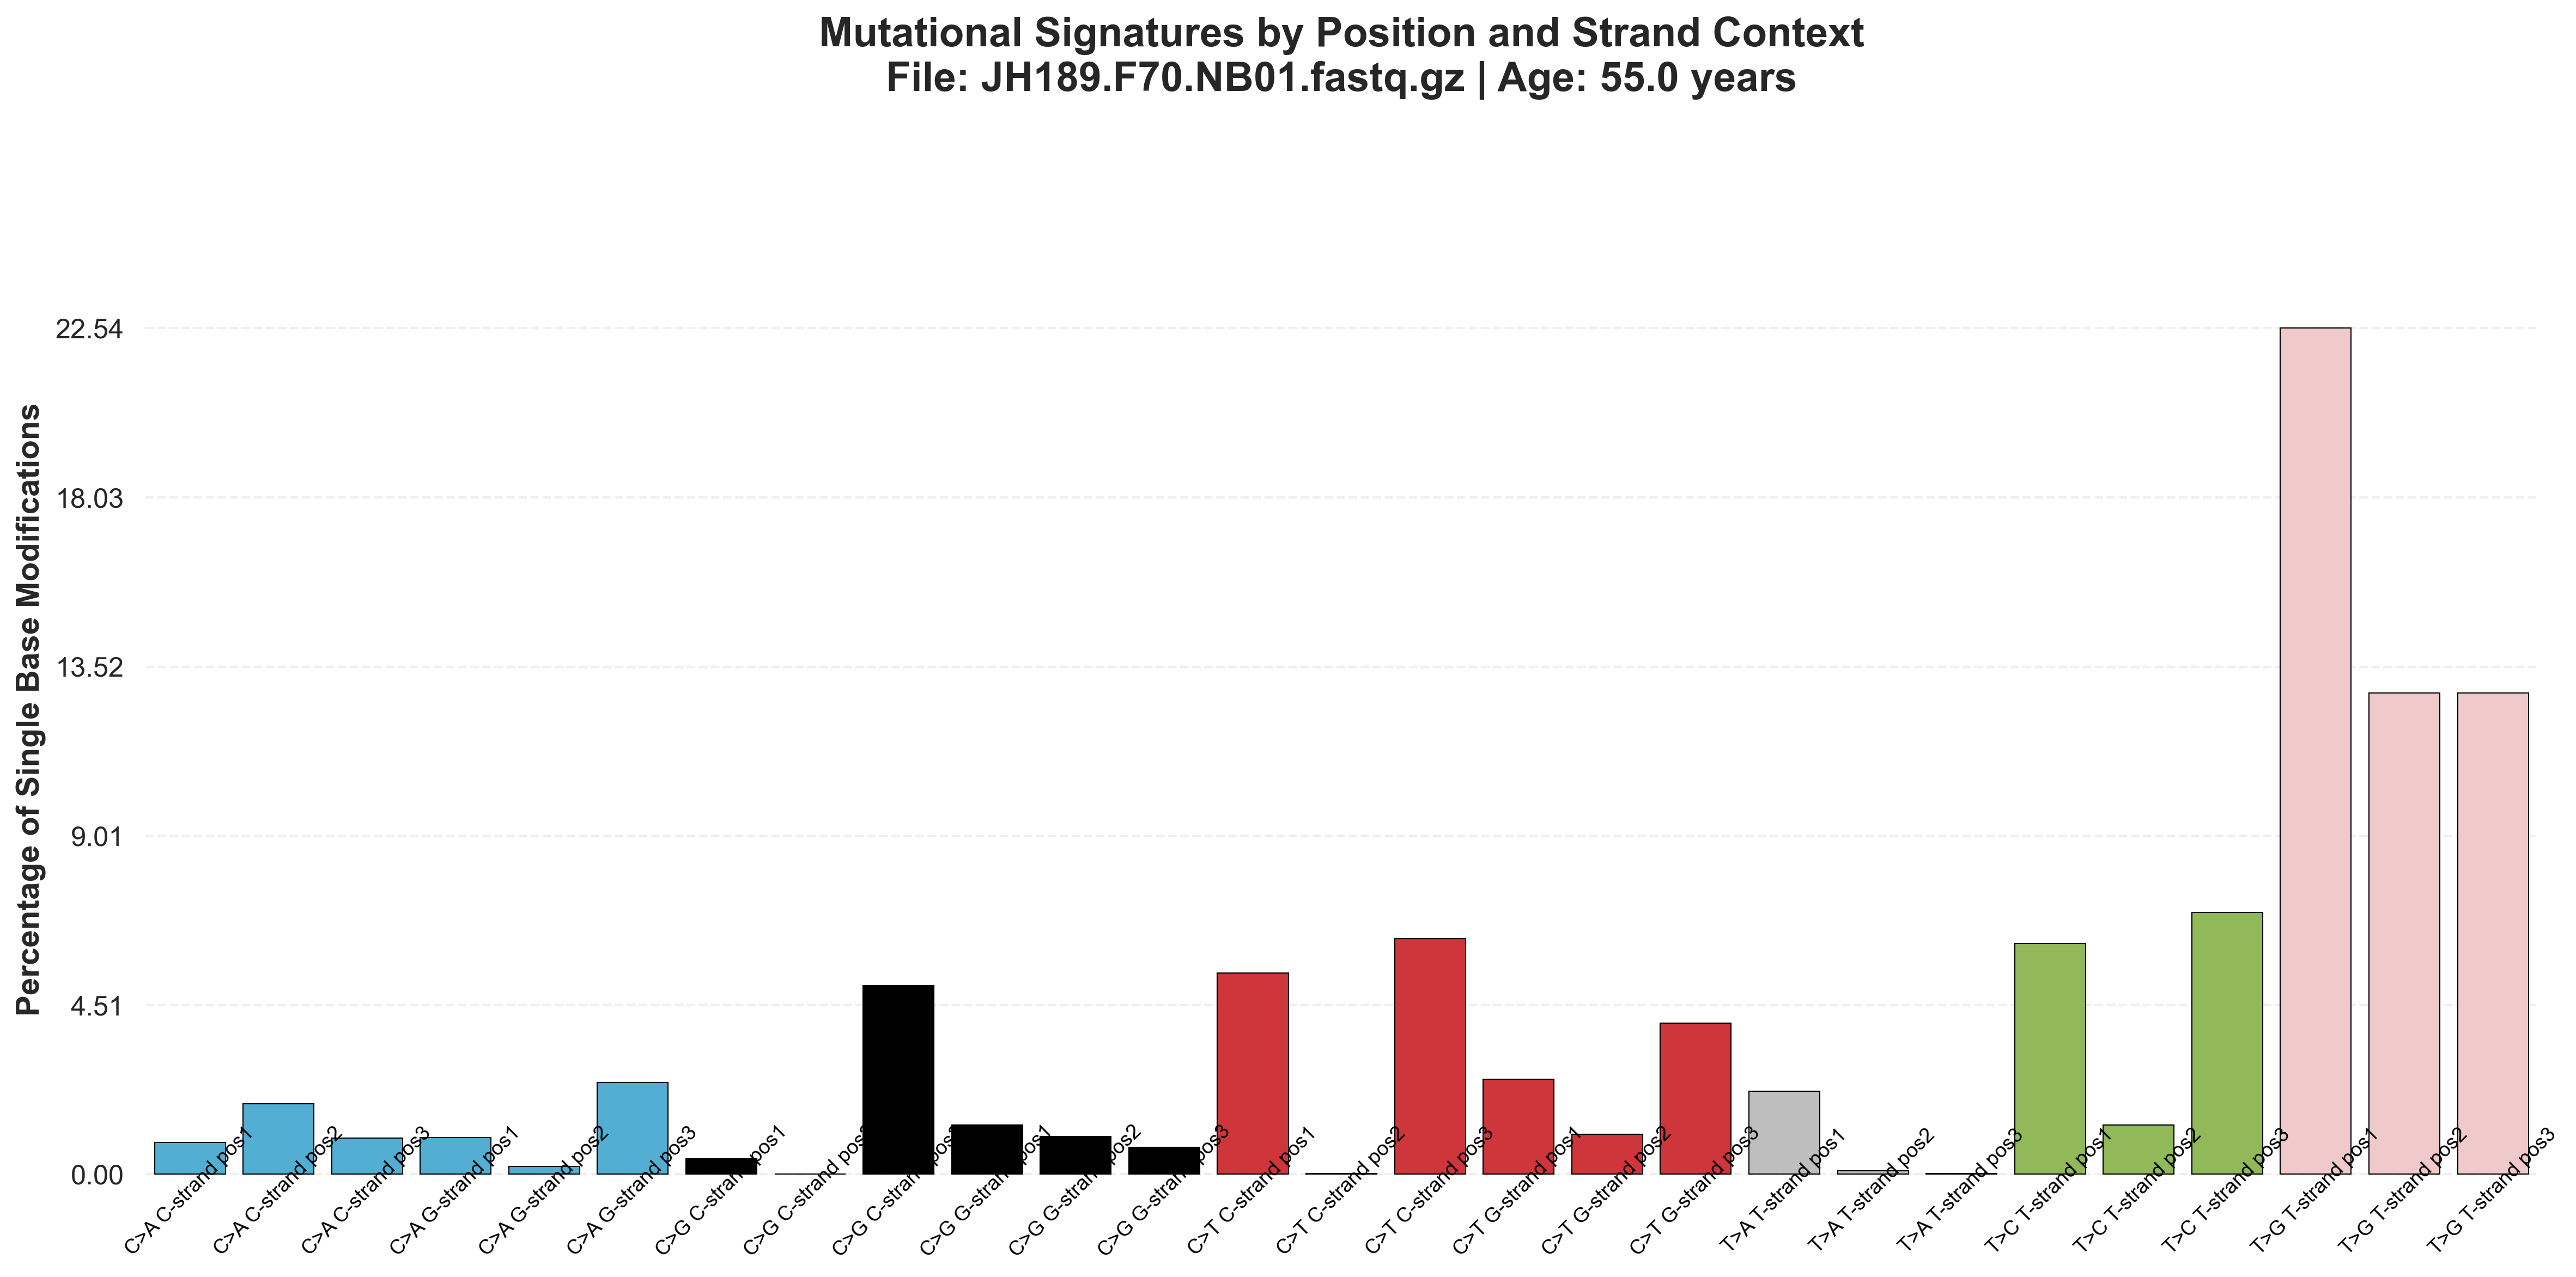 Mutational Signatures by Position and Strand Context
File: JH189.F70.NB01.fastq.gz | Age: 55.0 years
Percentage of Single Base Modifications
22.54
18.03
13.52
9.01
4.51
0.00
C>A C-strand pos1
C>A C-strand pos2
C>A C-strand pos3
C>A G-strand pos1
C>A G-strand pos2
C>A G-strand pos3
C>G C-strand pos1
C>G C-strand pos2
C>G C-strand pos3
C>G G-strand pos1
C>G G-strand pos2
C>G G-strand pos3
C>T C-strand pos1
C>T C-strand pos2
C>T C-strand pos3
C>T G-strand pos1
C>T G-strand pos2
C>T G-strand pos3
T>A T-strand pos1
T>A T-strand pos2
T>A T-strand pos3
T>C T-strand pos1
T>C T-strand pos2
T>C T-strand pos3
T>G T-strand pos1
T>G T-strand pos2
T>G T-strand pos3